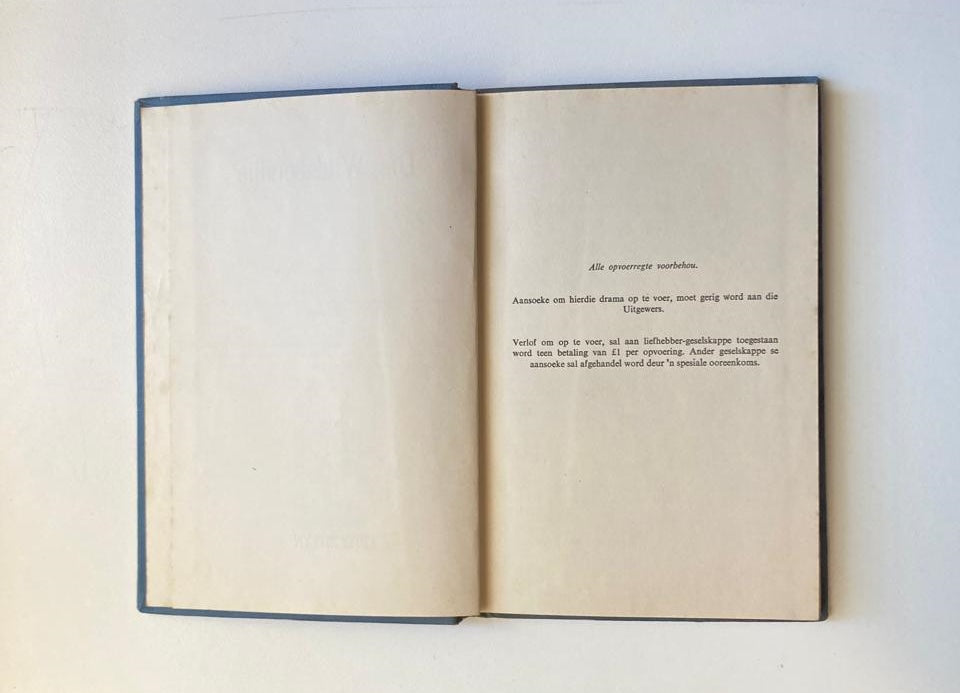 Alle opvoerregte voorbehou.
Aansoeke om hierdie drama op te voer, moet gerig word aan die
Uitgewers.
Verlof om op te voer, sal aan liefhebber-geselskappe toegestaan
word teen betaling van £1 per opvoering. Ander geselskappe se
aansoeke sal afgehandel word deur 'n spesiale ooreenkoms.